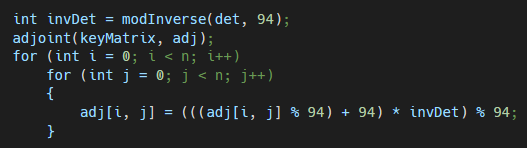 int invDet = modInverse(det, 94);
adjoint(keyMatrix, adj);
for (int i = 0; i < n; i++)
    for (int j = 0; j < n; j++)
    {
        adj[i, j] = (((adj[i, j] % 94) + 94) * invDet) % 94;
    }